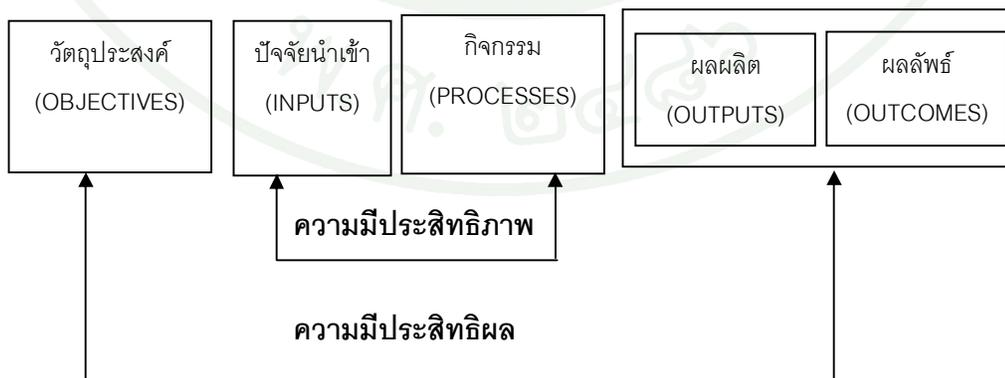 วัตถุประสงค์
(OBJECTIVES)
ปัจจัยนำเข้า
(INPUTS)
กิจกรรม
(PROCESSES)
ผลผลิต
(OUTPUTS)
ผลลัพธ์
(OUTCOMES)
ความมีประสิทธิภาพ
ความมีประสิทธิผล